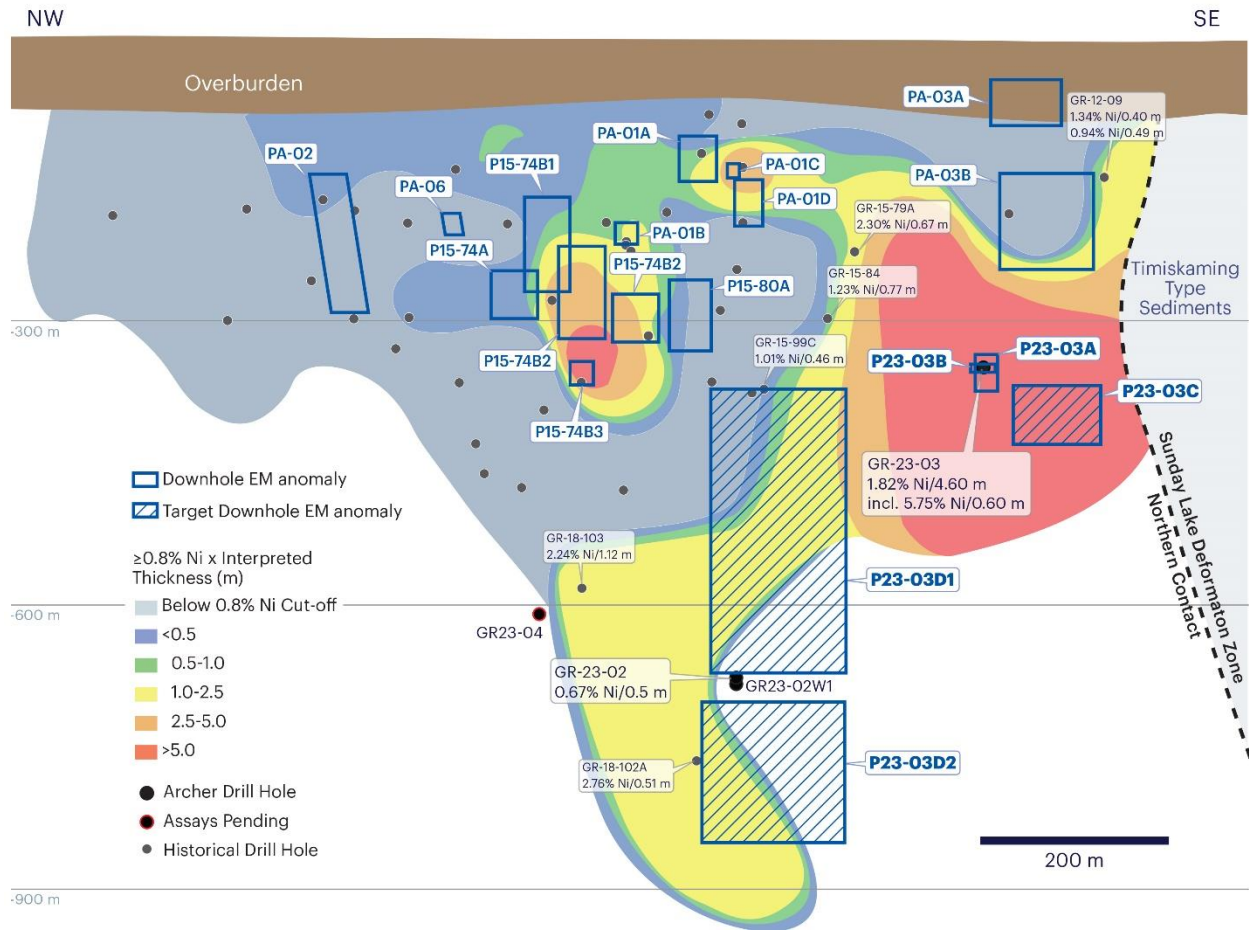 NW
SE
Overburden
PA-03A
GR-12-09
1.34% Ni/0.40 m
0.94% Ni/0.49 m
PA-01A
PA-02
P15-74B1
PA-01C
PA-06
PA-03B
PA-01D
GR-15-79A
2.30% Ni/0.67 m
PA-01B
P15-74A
P15-74B2
P15-80A
GR-15-84
1.23% Ni/0.77 m
Timiskaming
Type
Sediments
-300 m
GR-15-99C
1.01% Ni/0.46 m
P15-74B2
P23-03B
P23-03A
P23-03C
P15-74B3
GR-23-03
1.82% Ni/4.60 m
incl. 5.75% Ni/0.60 m
Sunday Lake Deformaton Zone
Northern Contact
Downhole EM anomaly
Target Downhole EM anomaly
GR-18-103
2.24% Ni/1.12 m
≥0.8% Ni x Interpreted
Thickness (m)
P23-03D1
Below 0.8% Ni Cut-off
-600 m
<0.5
GR23-04
0.5-1.0
GR-23-02
0.67% Ni/0.5 m
GR23-02W1
1.0-2.5
2.5-5.0
>5.0
P23-03D2
GR-18-102A
2.76% Ni/0.51 m
Archer Drill Hole
Assays Pending
Historical Drill Hole
200 m
-900 m